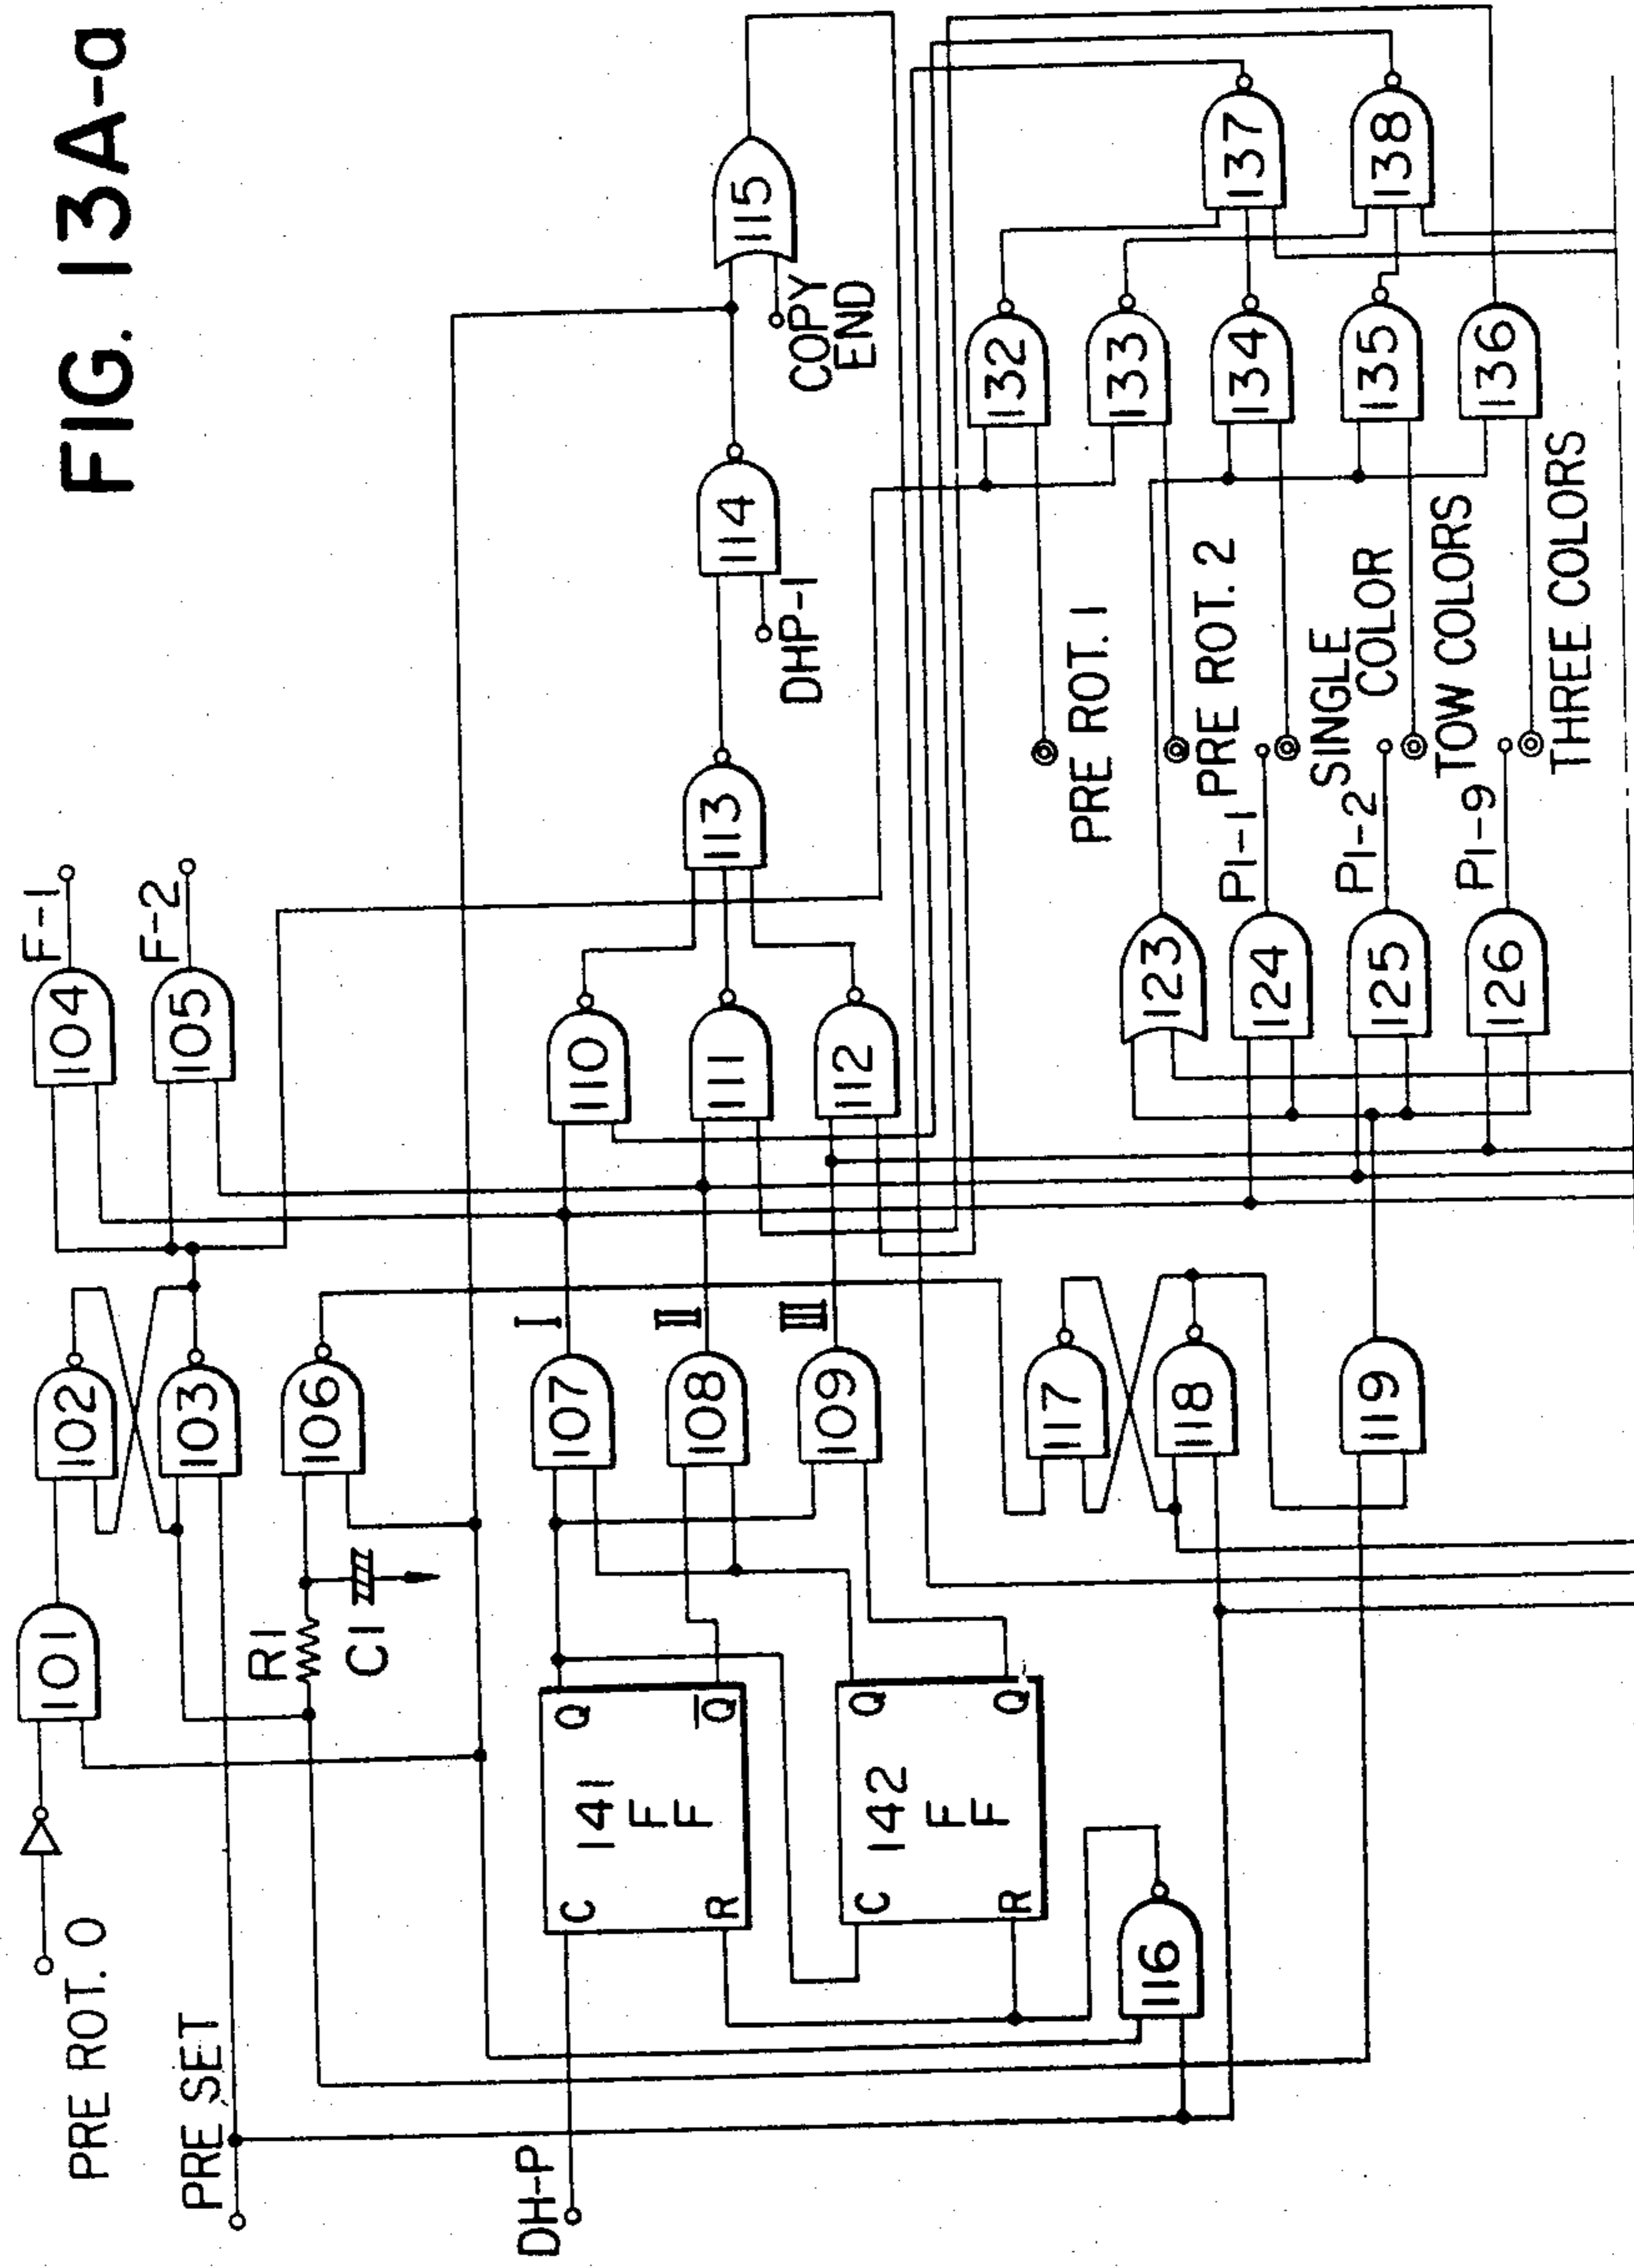 FIG. 13A-a
PRE ROT. 0
101
102
103
104
F-1
105
F-2
PRE SET
R1
C1
106
DH-P
C
Q
141
F
F
R
Q
C
Q
142
F
F
R
Q
107
I
108
II
109
III
110
111
112
113
DHP-1
114
COPY
END
115
116
117
118
119
123
124
P1-1
125
P1-2
126
P1-9
PRE ROT. 1
PRE ROT. 2
SINGLE
COLOR
TOW COLORS
THREE COLORS
132
133
134
135
136
137
138